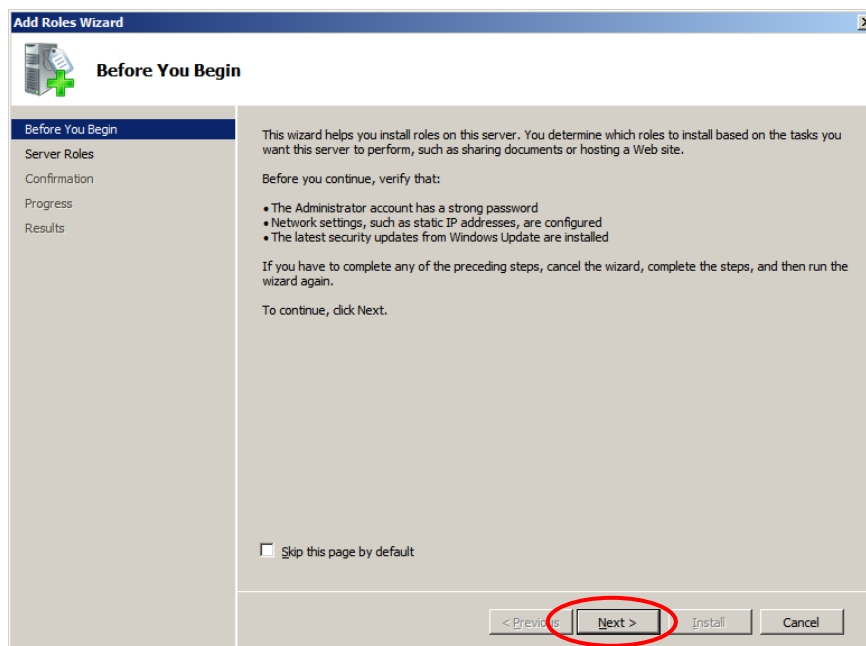 Add Roles Wizard
Before You Begin
Before You Begin
Server Roles
Confirmation
Progress
Results
This wizard helps you install roles on this server. You determine which roles to install based on the tasks you
want this server to perform, such as sharing documents or hosting a Web site.
Before you continue, verify that:
• The Administrator account has a strong password
• Network settings, such as static IP addresses, are configured
• The latest security updates from Windows Update are installed
If you have to complete any of the preceding steps, cancel the wizard, complete the steps, and then run the
wizard again.
To continue, click Next.
Skip this page by default
< Previous
Next >
Install
Cancel